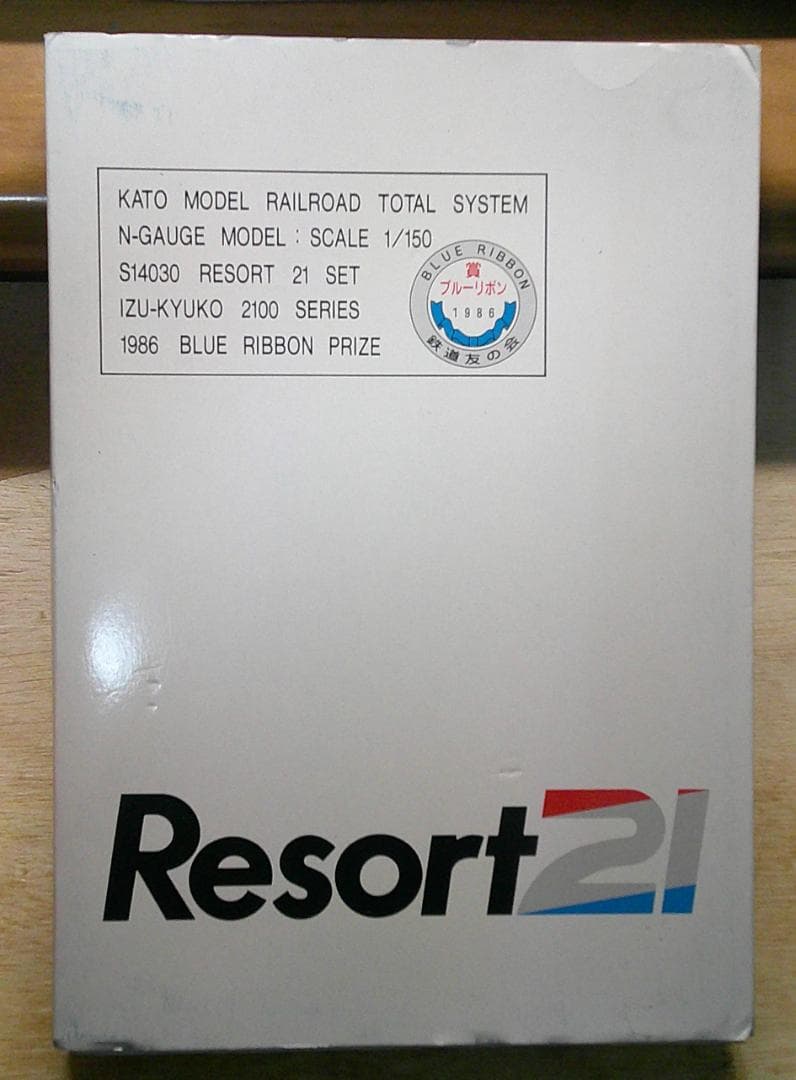 KATO MODEL RAILROAD TOTAL SYSTEM
N-GAUGE MODEL : SCALE 1/150
S14030 RESORT 21 SET
IZU-KYUKO 2100 SERIES
1986 BLUE RIBBON PRIZE
BLUE RIBBON
賞
ブルーリボン
1986
鉄道友の会
Resort21